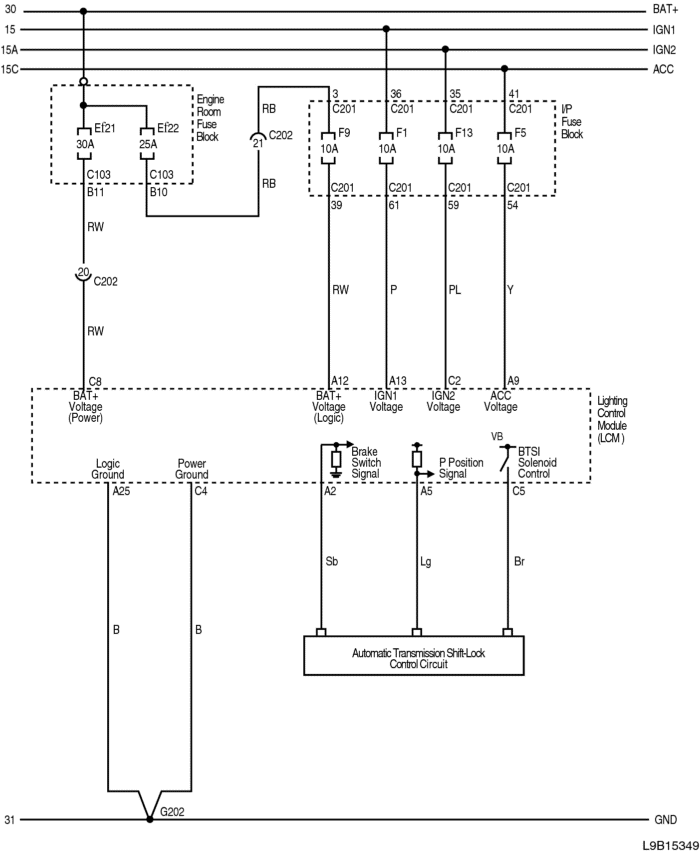 30 BAT+
15 IGN1
15A IGN2
15C ACC
Engine
Room
Fuse
Block
Ef21
30A
Ef22
25A
C103
B11
C103
B10
RB
21
C202
RB
I/P
Fuse
Block
3
C201
36
C201
35
C201
41
C201
F9
10A
F1
10A
F13
10A
F5
10A
C201
39
C201
61
C201
59
C201
54
RW
20
C202
RW
RW
P
PL
Y
C8
BAT+
Voltage
(Power)
A12
BAT+
Voltage
(Logic)
A13
IGN1
Voltage
C2
IGN2
Voltage
A9
ACC
Voltage
Lighting
Control
Module
(LCM )
Logic
Ground
Power
Ground
Brake
Switch
Signal
P Position
Signal
VB
BTSI
Solenoid
Control
A25
C4
A2
A5
C5
Sb
Lg
Br
B
B
Automatic Transmission Shift-Lock
Control Circuit
G202
31 GND
L9B15349